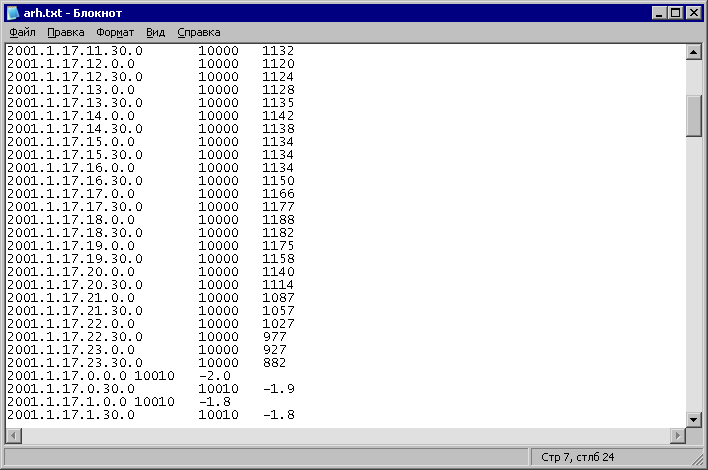 arh.txt - Блокнот
Файл Правка Формат Вид Справка
2001.1.17.11.30.0 10000 1132
2001.1.17.12.0.0 10000 1120
2001.1.17.12.30.0 10000 1124
2001.1.17.13.0.0 10000 1128
2001.1.17.13.30.0 10000 1135
2001.1.17.14.0.0 10000 1142
2001.1.17.14.30.0 10000 1138
2001.1.17.15.0.0 10000 1134
2001.1.17.15.30.0 10000 1134
2001.1.17.16.0.0 10000 1134
2001.1.17.16.30.0 10000 1150
2001.1.17.17.0.0 10000 1166
2001.1.17.17.30.0 10000 1177
2001.1.17.18.0.0 10000 1188
2001.1.17.18.30.0 10000 1182
2001.1.17.19.0.0 10000 1175
2001.1.17.19.30.0 10000 1158
2001.1.17.20.0.0 10000 1140
2001.1.17.20.30.0 10000 1114
2001.1.17.21.0.0 10000 1087
2001.1.17.21.30.0 10000 1057
2001.1.17.22.0.0 10000 1027
2001.1.17.22.30.0 10000 977
2001.1.17.23.0.0 10000 927
2001.1.17.23.30.0 10000 882
2001.1.17.0.0.0 10010 -2.0
2001.1.17.0.30.0 10010 -1.9
2001.1.17.1.0.0 10010 -1.8
2001.1.17.1.30.0 10010 -1.8
Стр 7, стлб 24